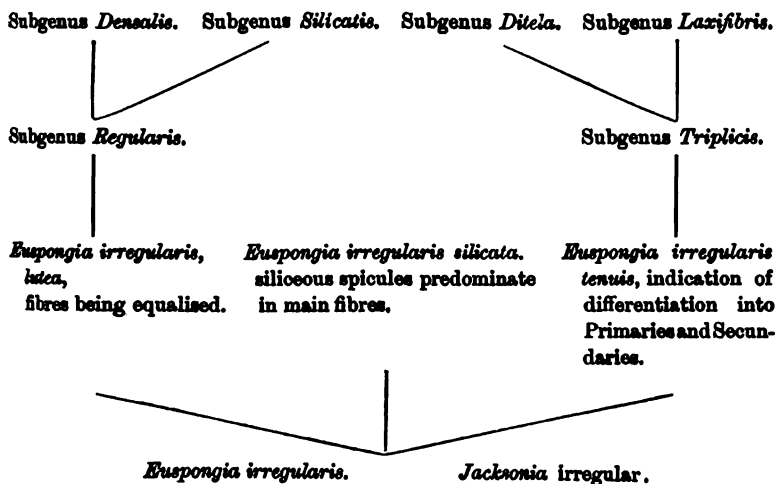 Subgenus Densalis. Subgenus Silicatis. Subgenus Ditela. Subgenus Laxifibris.
Subgenus Regularis. Subgenus Triplicis.
Euspongia irregularis,
lutea,
fibres being equalised.
Euspongia irregularis silicata.
siliceous spicules predominate
in main fibres.
Euspongia irregularis
tenuis, indication of
differentiation into
Primaries and Secun-
daries.
Euspongia irregularis. Jacksonia irregular.